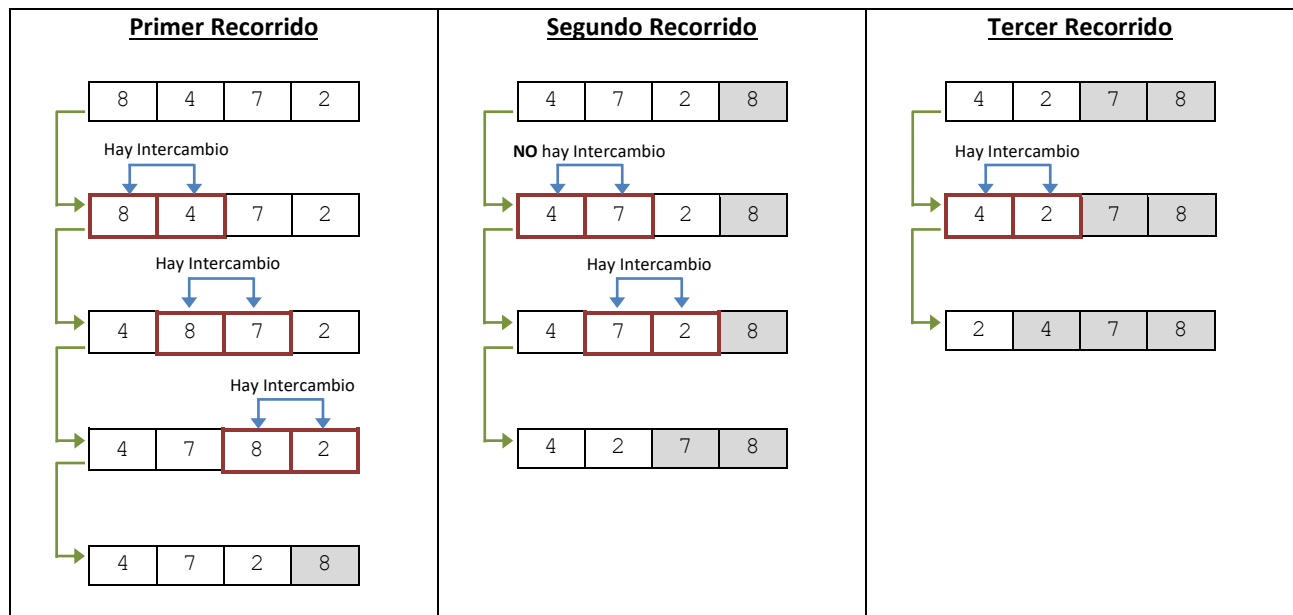 Primer Recorrido
8 4 7 2
Hay Intercambio
8 4 7 2
Hay Intercambio
4 8 7 2
Hay Intercambio
4 7 8 2
4 7 2 8
Segundo Recorrido
4 7 2 8
NO hay Intercambio
4 7 2 8
Hay Intercambio
4 7 2 8
4 2 7 8
Tercer Recorrido
4 2 7 8
Hay Intercambio
4 2 7 8
2 4 7 8